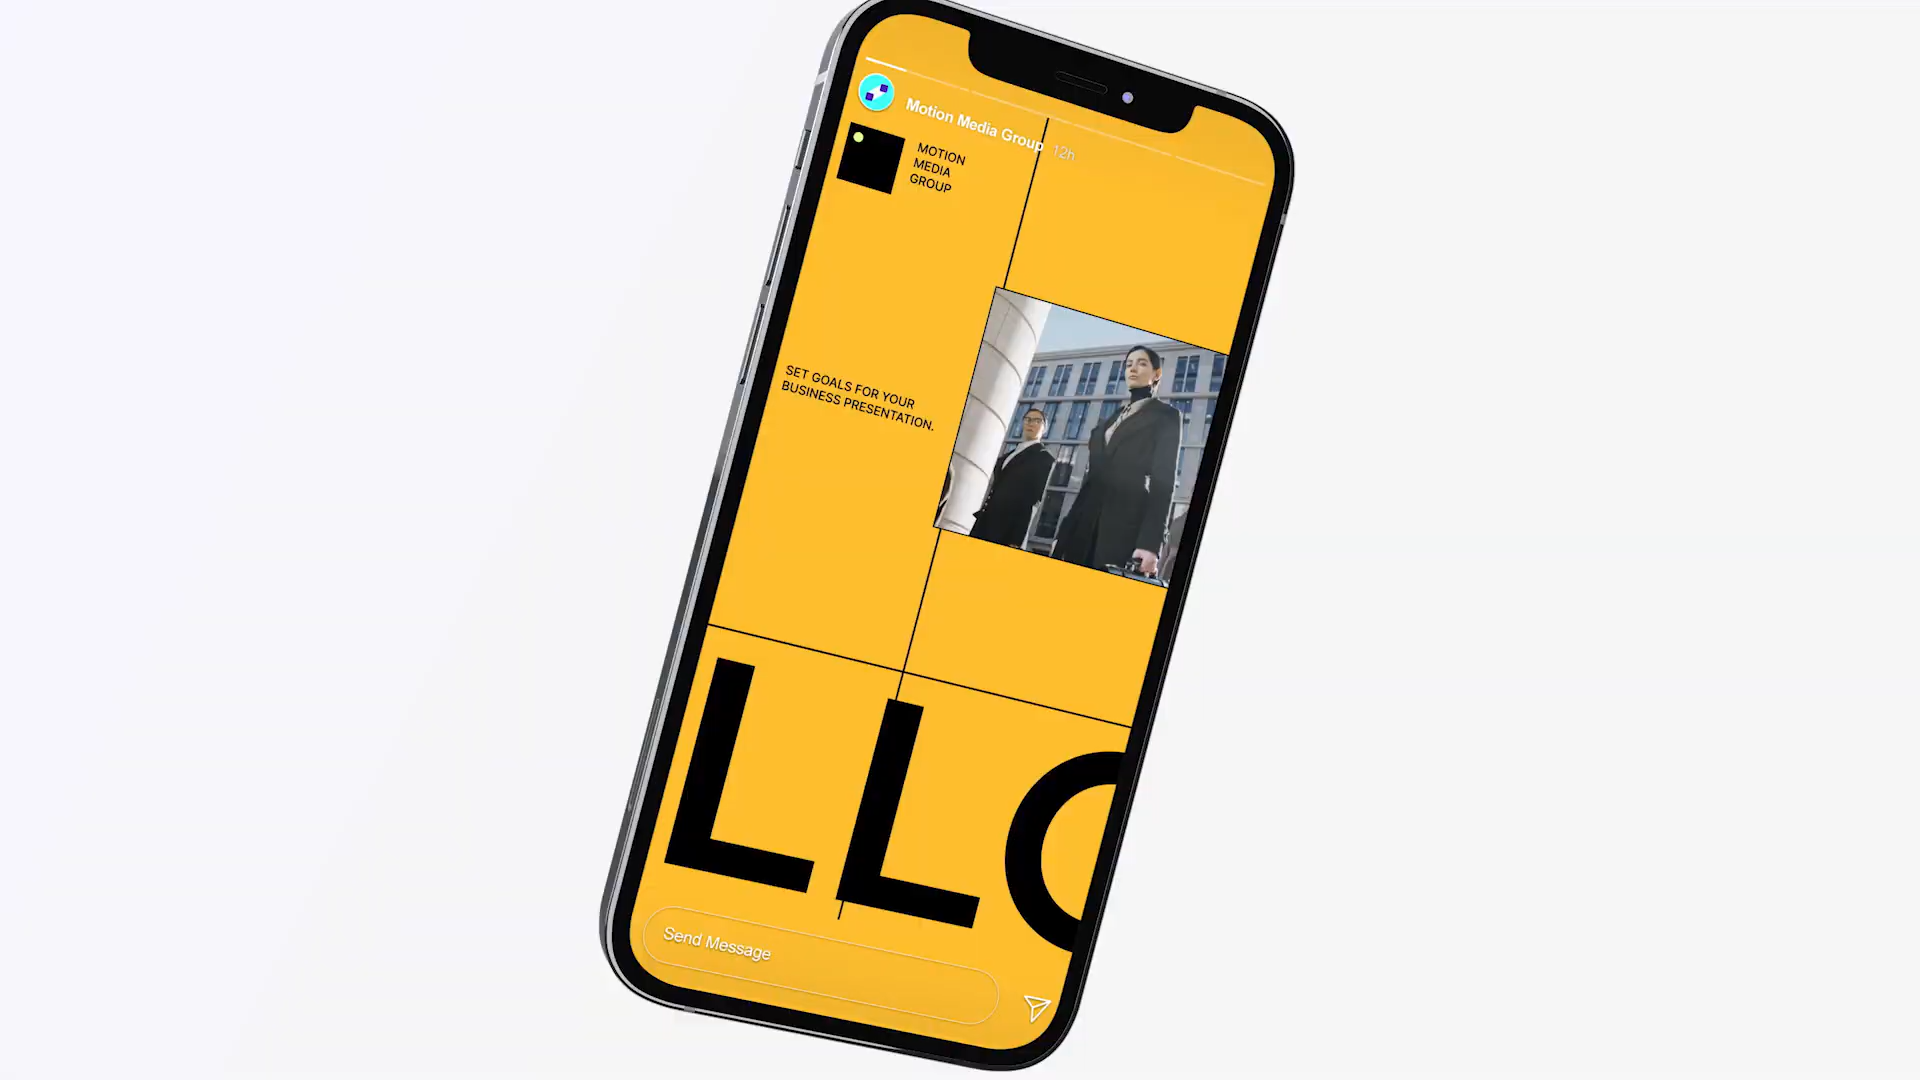 Motion Media Group 12h
MOTION
MEDIA
GROUP
SET GOALS FOR YOUR
BUSINESS PRESENTATION.
LLO
Send Message